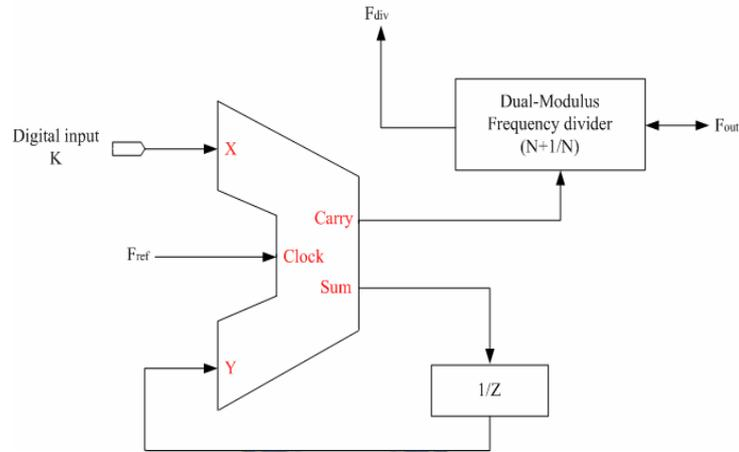 Fdiv
Dual-Modulus
Frequency divider
(N+1/N)
Fout
Digital input
K
X
Carry
Fref
Clock
Sum
Y
1/Z